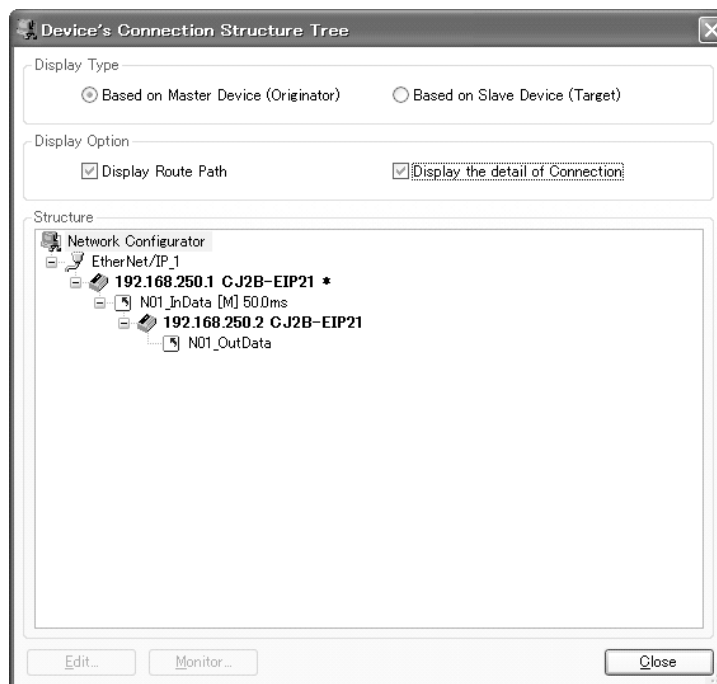 Device's Connection Structure Tree
Display Type
Based on Master Device (Originator) Based on Slave Device (Target)
Display Option
Display Route Path Display the detail of Connection
Structure
Network Configurator
EtherNet/IP_1
192.168.250.1 CJ2B-EIP21 *
N01_InData [M] 50.0ms
192.168.250.2 CJ2B-EIP21
N01_OutData
Edit... Monitor... Close